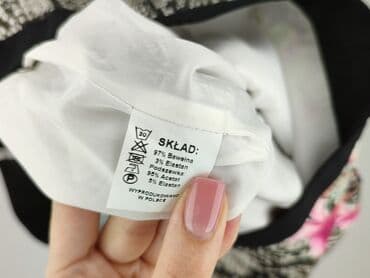 30
SKŁAD:
97% Bawełna
3% Elastan
Podszewka:
95% Acetat
5% Elastan
WYPRODUKOWANO
W POLSCE